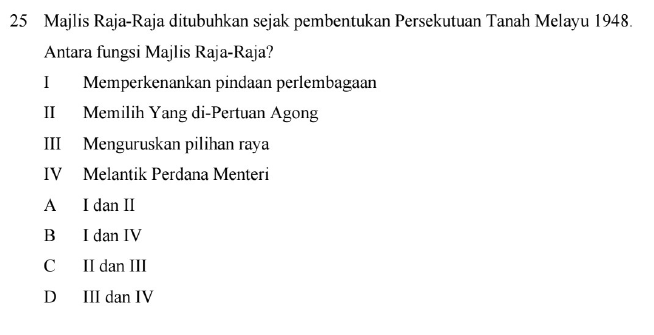 25 Majlis Raja-Raja ditubuhkan sejak pembentukan Persekutuan Tanah Melayu 1948.
Antara fungsi Majlis Raja-Raja?
I Memperkenankan pindaan perlembagaan
II Memilih Yang di-Pertuan Agong
III Menguruskan pilihan raya
IV Melantik Perdana Menteri
A I dan II
B I dan IV
C II dan III
D III dan IV